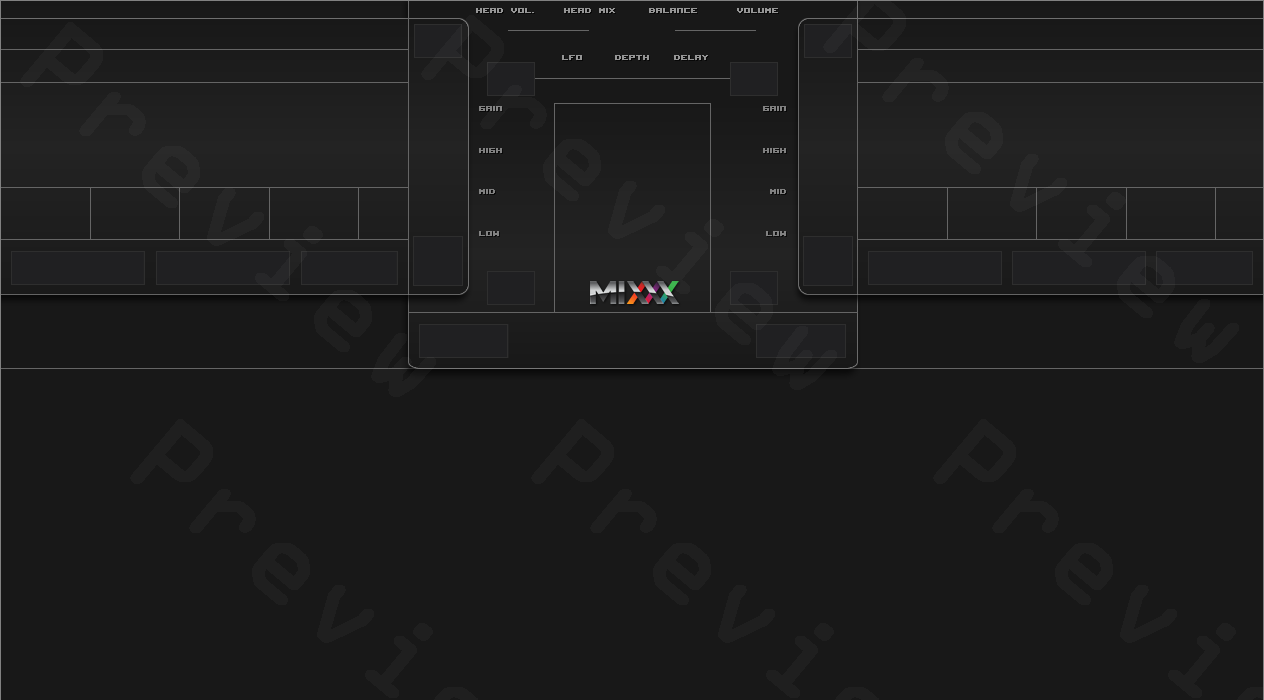 HEAD VOL. HEAD MIX BALANCE VOLUME
LFO DEPTH DELAY
GAIN GAIN
HIGH HIGH
MID MID
LOW LOW
MIXXX
Preview Preview Preview
Preview Preview Preview